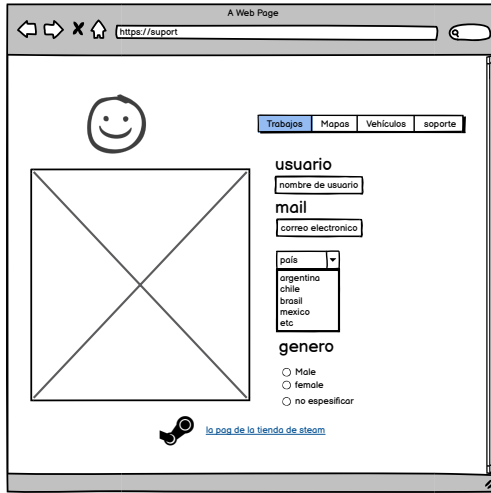 A Web Page
https://suport
Trabajos Mapas Vehículos soporte
usuario
nombre de usuario
mail
correo electronico
país
argentina
chile
brasil
mexico
etc
genero
Male
female
no espesificar
la pag de la tienda de steam